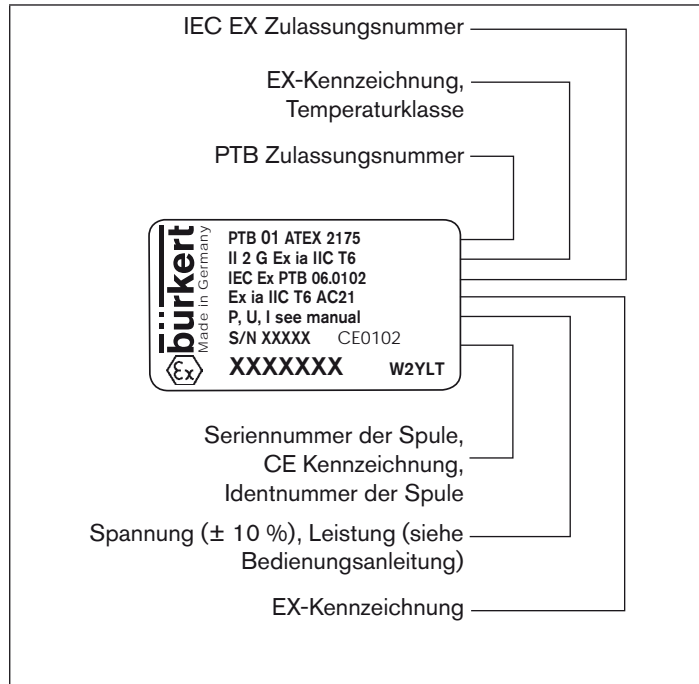 IEC EX Zulassungsnummer
EX-Kennzeichnung,
Temperaturklasse
PTB Zulassungsnummer
bürkert
Made in Germany
Ex
PTB 01 ATEX 2175
II 2 G Ex ia IIC T6
IEC Ex PTB 06.0102
Ex ia IIC T6 AC21
P, U, I see manual
S/N XXXXX CE0102
XXXXXXX W2YLT
Seriennummer der Spule,
CE Kennzeichnung,
Identnummer der Spule
Spannung (± 10 %), Leistung (siehe
Bedienungsanleitung)
EX-Kennzeichnung